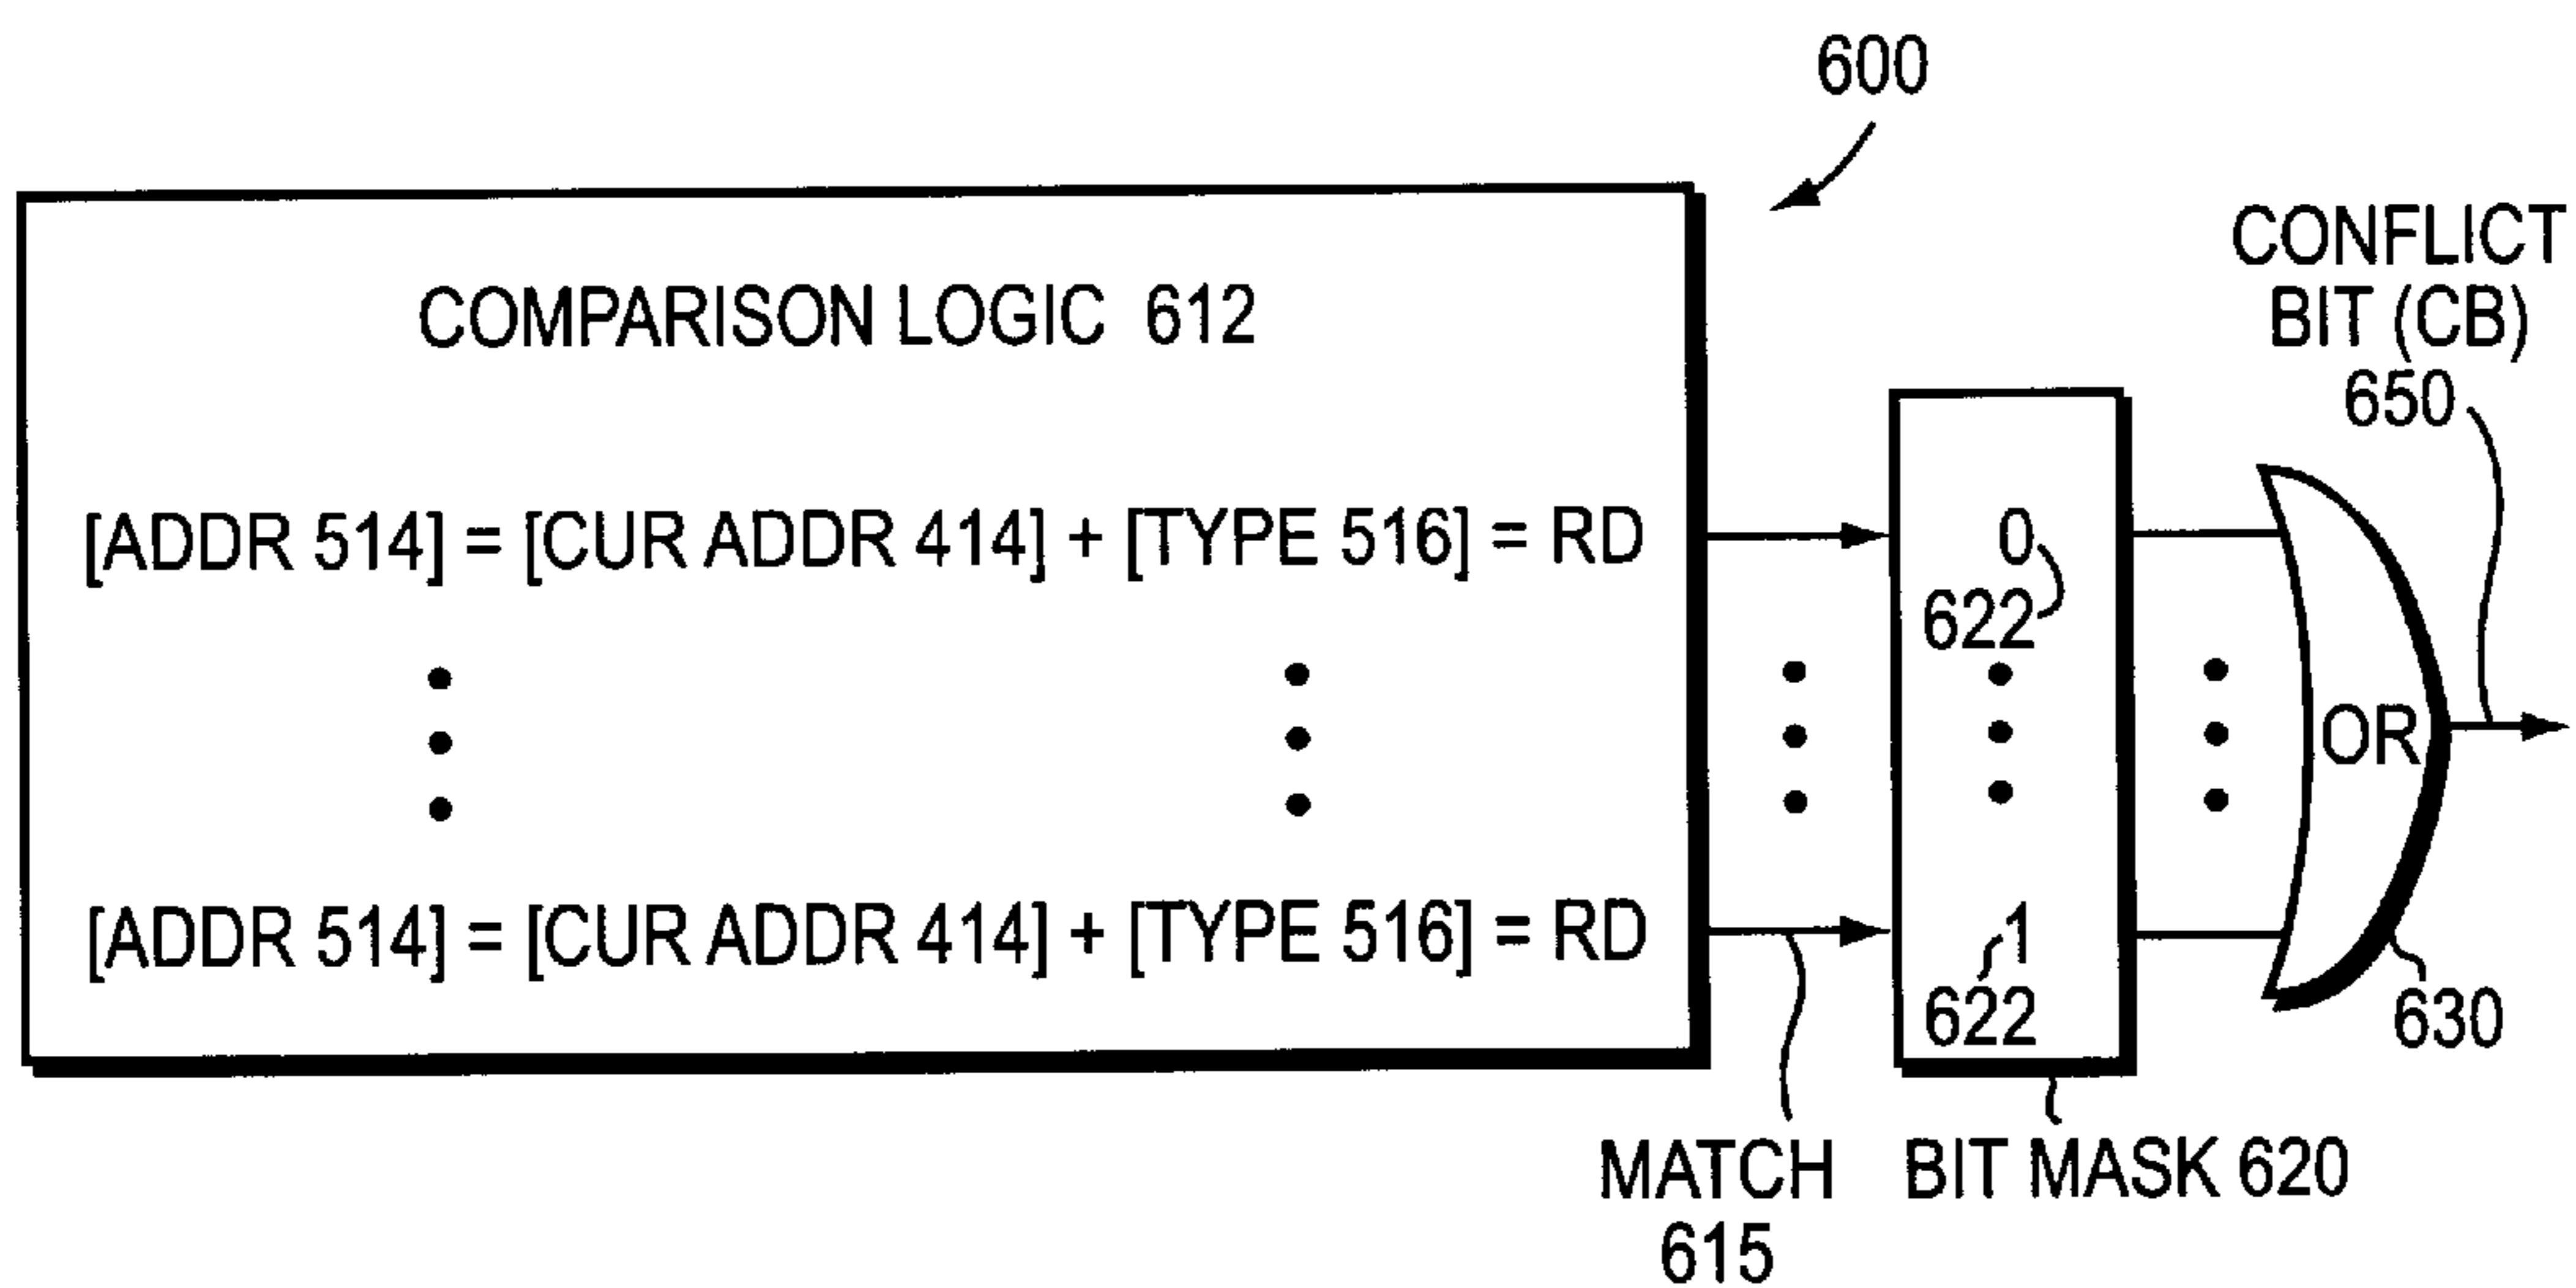 600
CONFLICT
BIT (CB)
650
COMPARISON LOGIC 612
[ADDR 514] = [CUR ADDR 414] + [TYPE 516] = RD
0
622
OR
[ADDR 514] = [CUR ADDR 414] + [TYPE 516] = RD
1
622
630
MATCH
615
BIT MASK 620